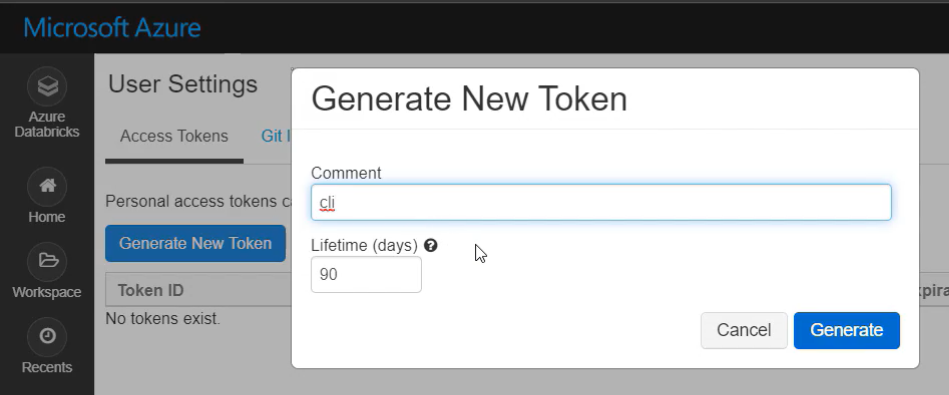 Microsoft Azure
Azure
Databricks
Home
Workspace
Recents
User Settings
Access Tokens
Git
Personal access tokens
Generate New Token
Token ID
No tokens exist.
Generate New Token
Comment
cli
Lifetime (days)
90
Cancel
Generate